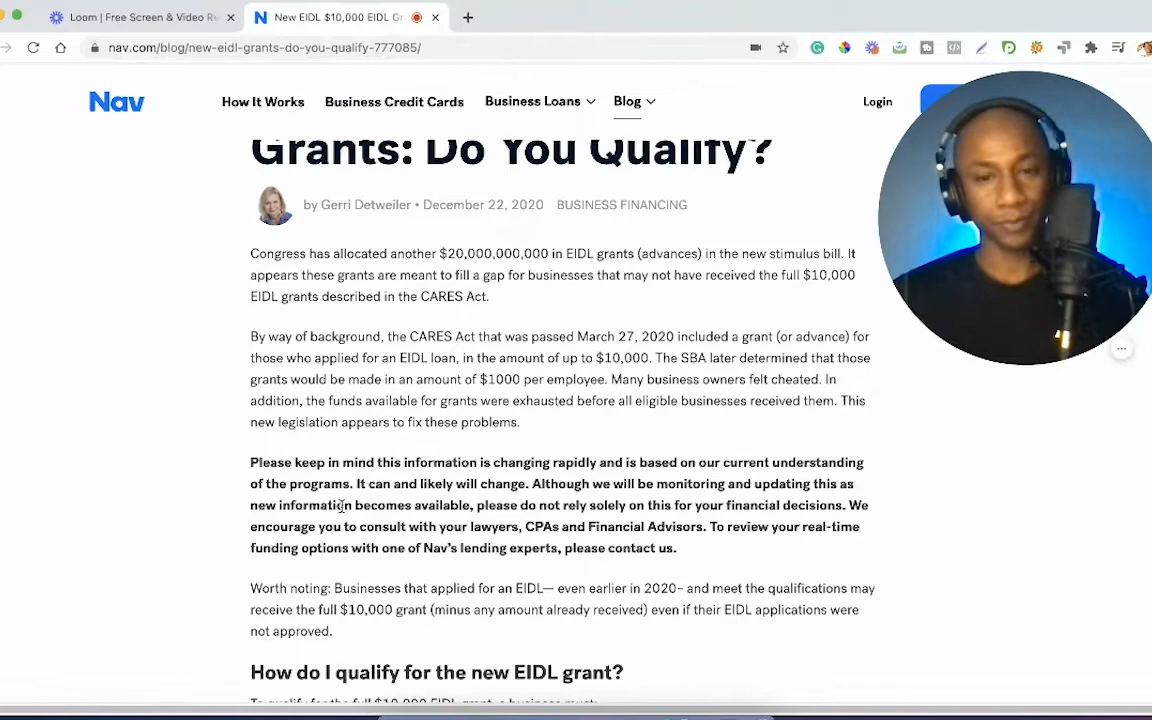 Loom | Free Screen & Video Re
New EIDL $10,000 EIDL Gr
nav.com/blog/new-eidl-grants-do-you-qualify-777085/
Nav
How It Works
Business Credit Cards
Business Loans
Blog
Login
Grants: Do You Qualify?
by Gerri Detweiler • December 22, 2020 BUSINESS FINANCING
Congress has allocated another $20,000,000,000 in EIDL grants (advances) in the new stimulus bill. It
appears these grants are meant to fill a gap for businesses that may not have received the full $10,000
EIDL grants described in the CARES Act.
By way of background, the CARES Act that was passed March 27, 2020 included a grant (or advance) for
those who applied for an EIDL loan, in the amount of up to $10,000. The SBA later determined that those
grants would be made in an amount of $1000 per employee. Many business owners felt cheated. In
addition, the funds available for grants were exhausted before all eligible businesses received them. This
new legislation appears to fix these problems.
Please keep in mind this information is changing rapidly and is based on our current understanding
of the programs. It can and likely will change. Although we will be monitoring and updating this as
new information becomes available, please do not rely solely on this for your financial decisions. We
encourage you to consult with your lawyers, CPAs and Financial Advisors. To review your real-time
funding options with one of Nav's lending experts, please contact us.
Worth noting: Businesses that applied for an EIDL— even earlier in 2020– and meet the qualifications may
receive the full $10,000 grant (minus any amount already received) even if their EIDL applications were
not approved.
How do I qualify for the new EIDL grant?
To qualify for the full $10,000 EIDL grant, a business must: